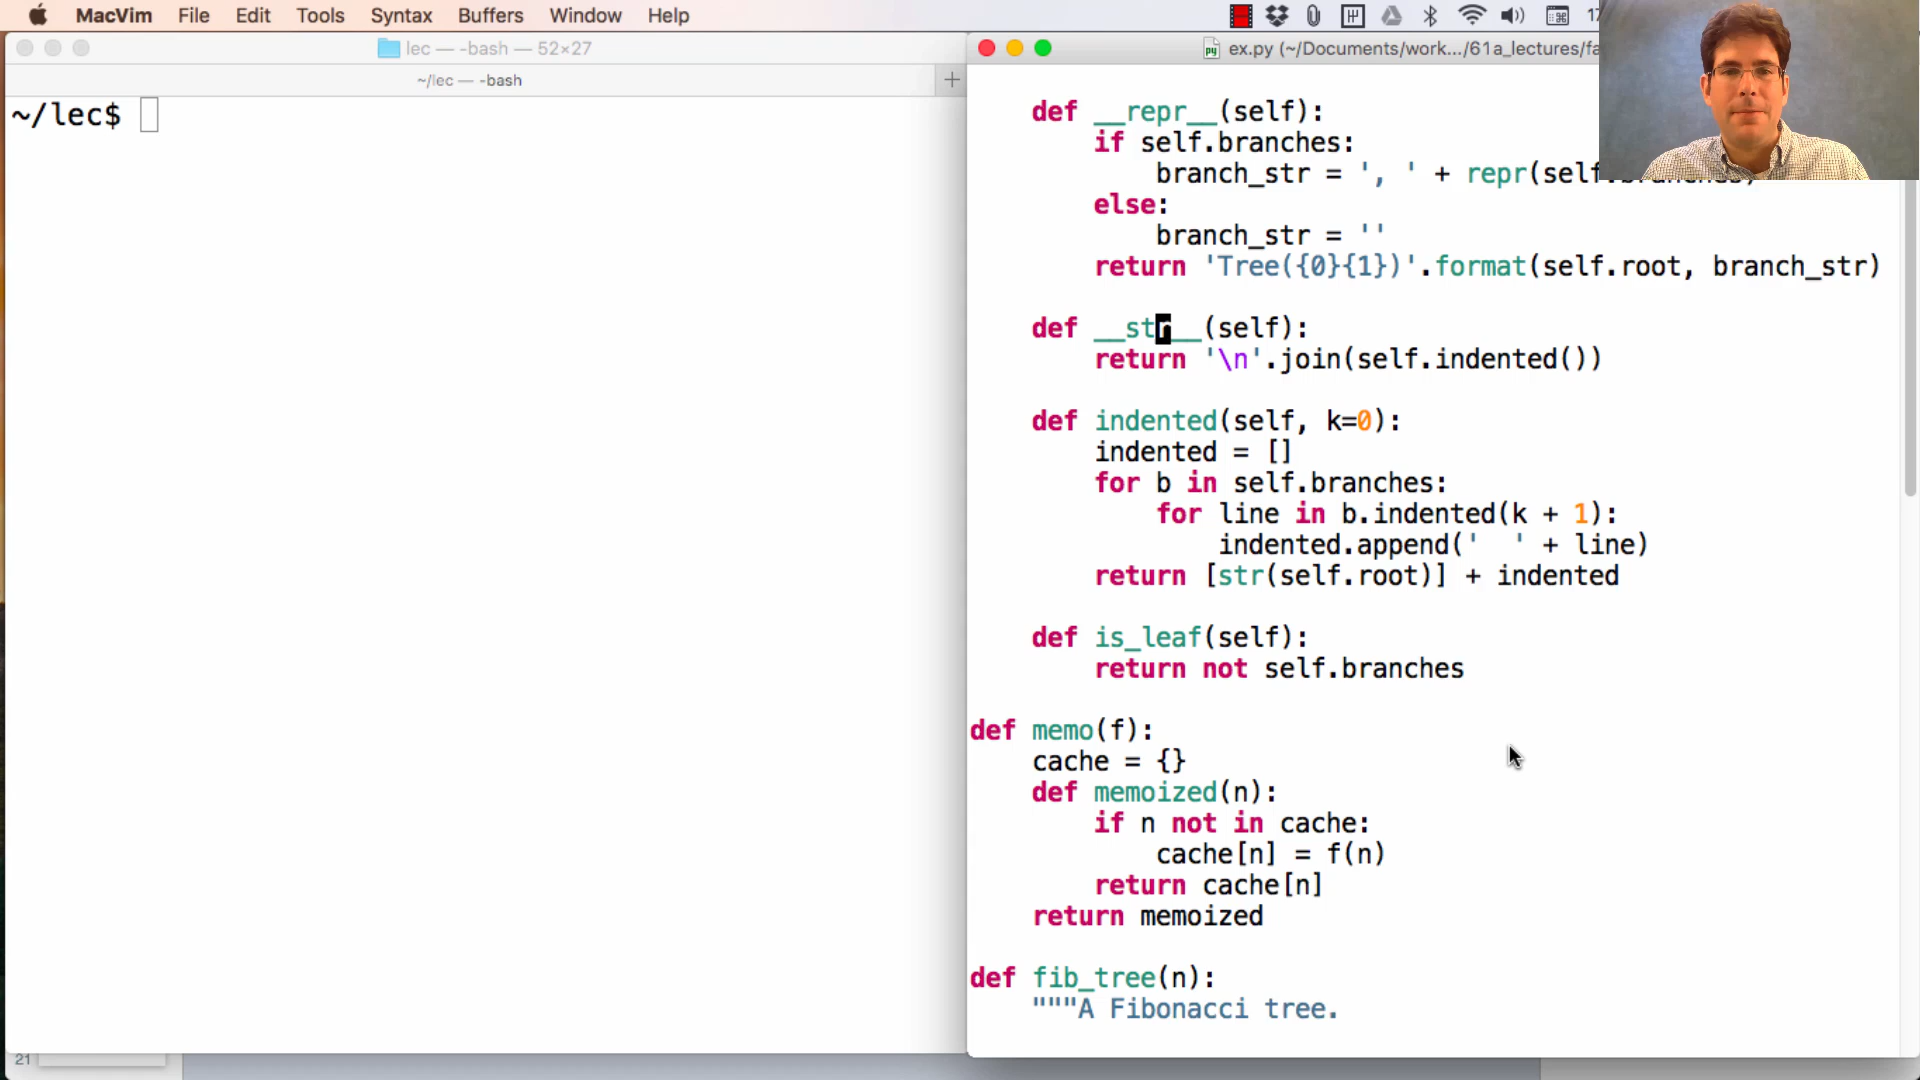 MacVim File Edit Tools Syntax Buffers Window Help
lec — -bash — 52×27
~/lec — -bash
~/lec$
ex.py (~/Documents/work.../61a_lectures/fa
def __repr__(self):
if self.branches:
branch_str = ', ' + repr(self.branches)
else:
branch_str = ''
return 'Tree({0}{1})'.format(self.root, branch_str)
def __str__(self):
return '\n'.join(self.indented())
def indented(self, k=0):
indented = []
for b in self.branches:
for line in b.indented(k + 1):
indented.append('  ' + line)
return [str(self.root)] + indented
def is_leaf(self):
return not self.branches
def memo(f):
cache = {}
def memoized(n):
if n not in cache:
cache[n] = f(n)
return cache[n]
return memoized
def fib_tree(n):
"""A Fibonacci tree.
21